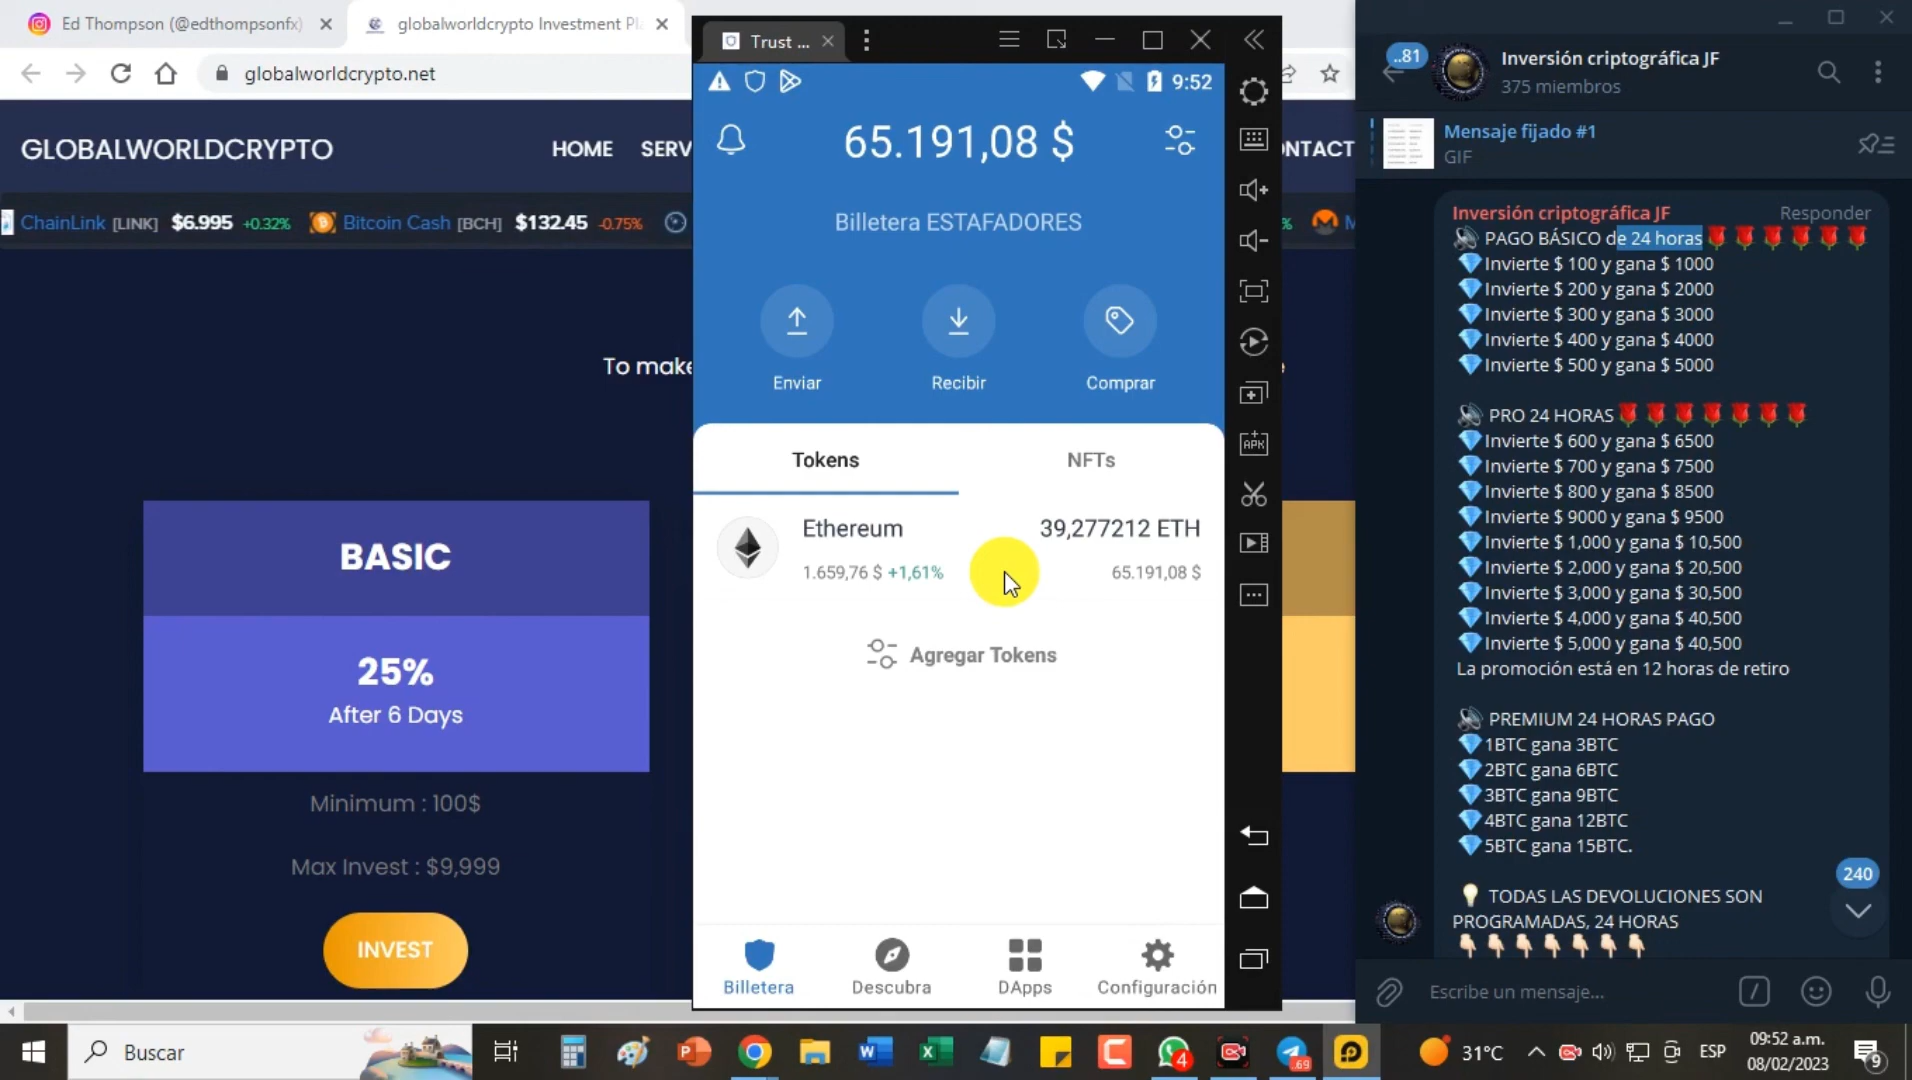 Ed Thompson (@edthompsonfx)
globalworldcrypto Investment Pl
globalworldcrypto.net
GLOBALWORLDCRYPTO
HOME
SERV
ONTACT
ChainLink [LINK] $6.995 +0.32%
Bitcoin Cash [BCH] $132.45 -0.75%
%
M
To make
e
BASIC
25%
After 6 Days
Minimum : 100$
Max Invest : $9,999
INVEST
Trust ...
9:52
65.191,08 $
Billetera ESTAFADORES
Enviar
Recibir
Comprar
Tokens
NFTs
Ethereum
39,277212 ETH
1.659,76 $ +1,61%
65.191,08 $
Agregar Tokens
Billetera
Descubra
DApps
Configuración
APK
..81
Inversión criptográfica JF
375 miembros
Mensaje fijado #1
GIF
Inversión criptográfica JF
Responder
🔊 PAGO BÁSICO de 24 horas🌹🌹🌹🌹🌹🌹
💎Invierte $ 100 y gana $ 1000
💎Invierte $ 200 y gana $ 2000
💎Invierte $ 300 y gana $ 3000
💎Invierte $ 400 y gana $ 4000
💎Invierte $ 500 y gana $ 5000
🔊 PRO 24 HORAS🌹🌹🌹🌹🌹🌹🌹
💎Invierte $ 600 y gana $ 6500
💎Invierte $ 700 y gana $ 7500
💎Invierte $ 800 y gana $ 8500
💎Invierte $ 9000 y gana $ 9500
💎Invierte $ 1,000 y gana $ 10,500
💎Invierte $ 2,000 y gana $ 20,500
💎Invierte $ 3,000 y gana $ 30,500
💎Invierte $ 4,000 y gana $ 40,500
💎Invierte $ 5,000 y gana $ 40,500
La promoción está en 12 horas de retiro
🔊 PREMIUM 24 HORAS PAGO
💎1BTC gana 3BTC
💎2BTC gana 6BTC
💎3BTC gana 9BTC
💎4BTC gana 12BTC
💎5BTC gana 15BTC.
240
💡 TODAS LAS DEVOLUCIONES SON
PROGRAMADAS, 24 HORAS
👇🏻👇🏻👇🏻👇🏻👇🏻👇🏻👇🏻
Escribe un mensaje...
Buscar
4
.69
31°C
ESP
09:52 a.m.
08/02/2023
9